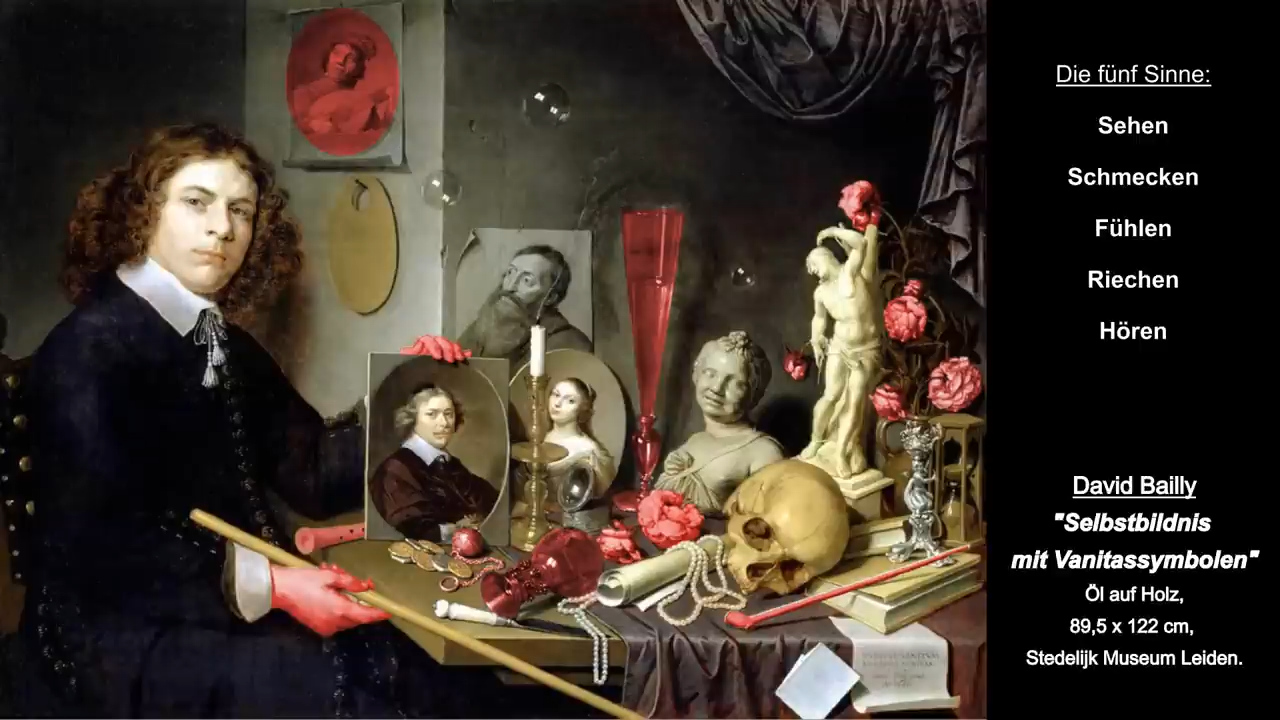 Die fünf Sinne:
Sehen
Schmecken
Fühlen
Riechen
Hören
David Bailly
"Selbstbildnis
mit Vanitassymbolen"
Öl auf Holz,
89,5 x 122 cm,
Stedelijk Museum Leiden.